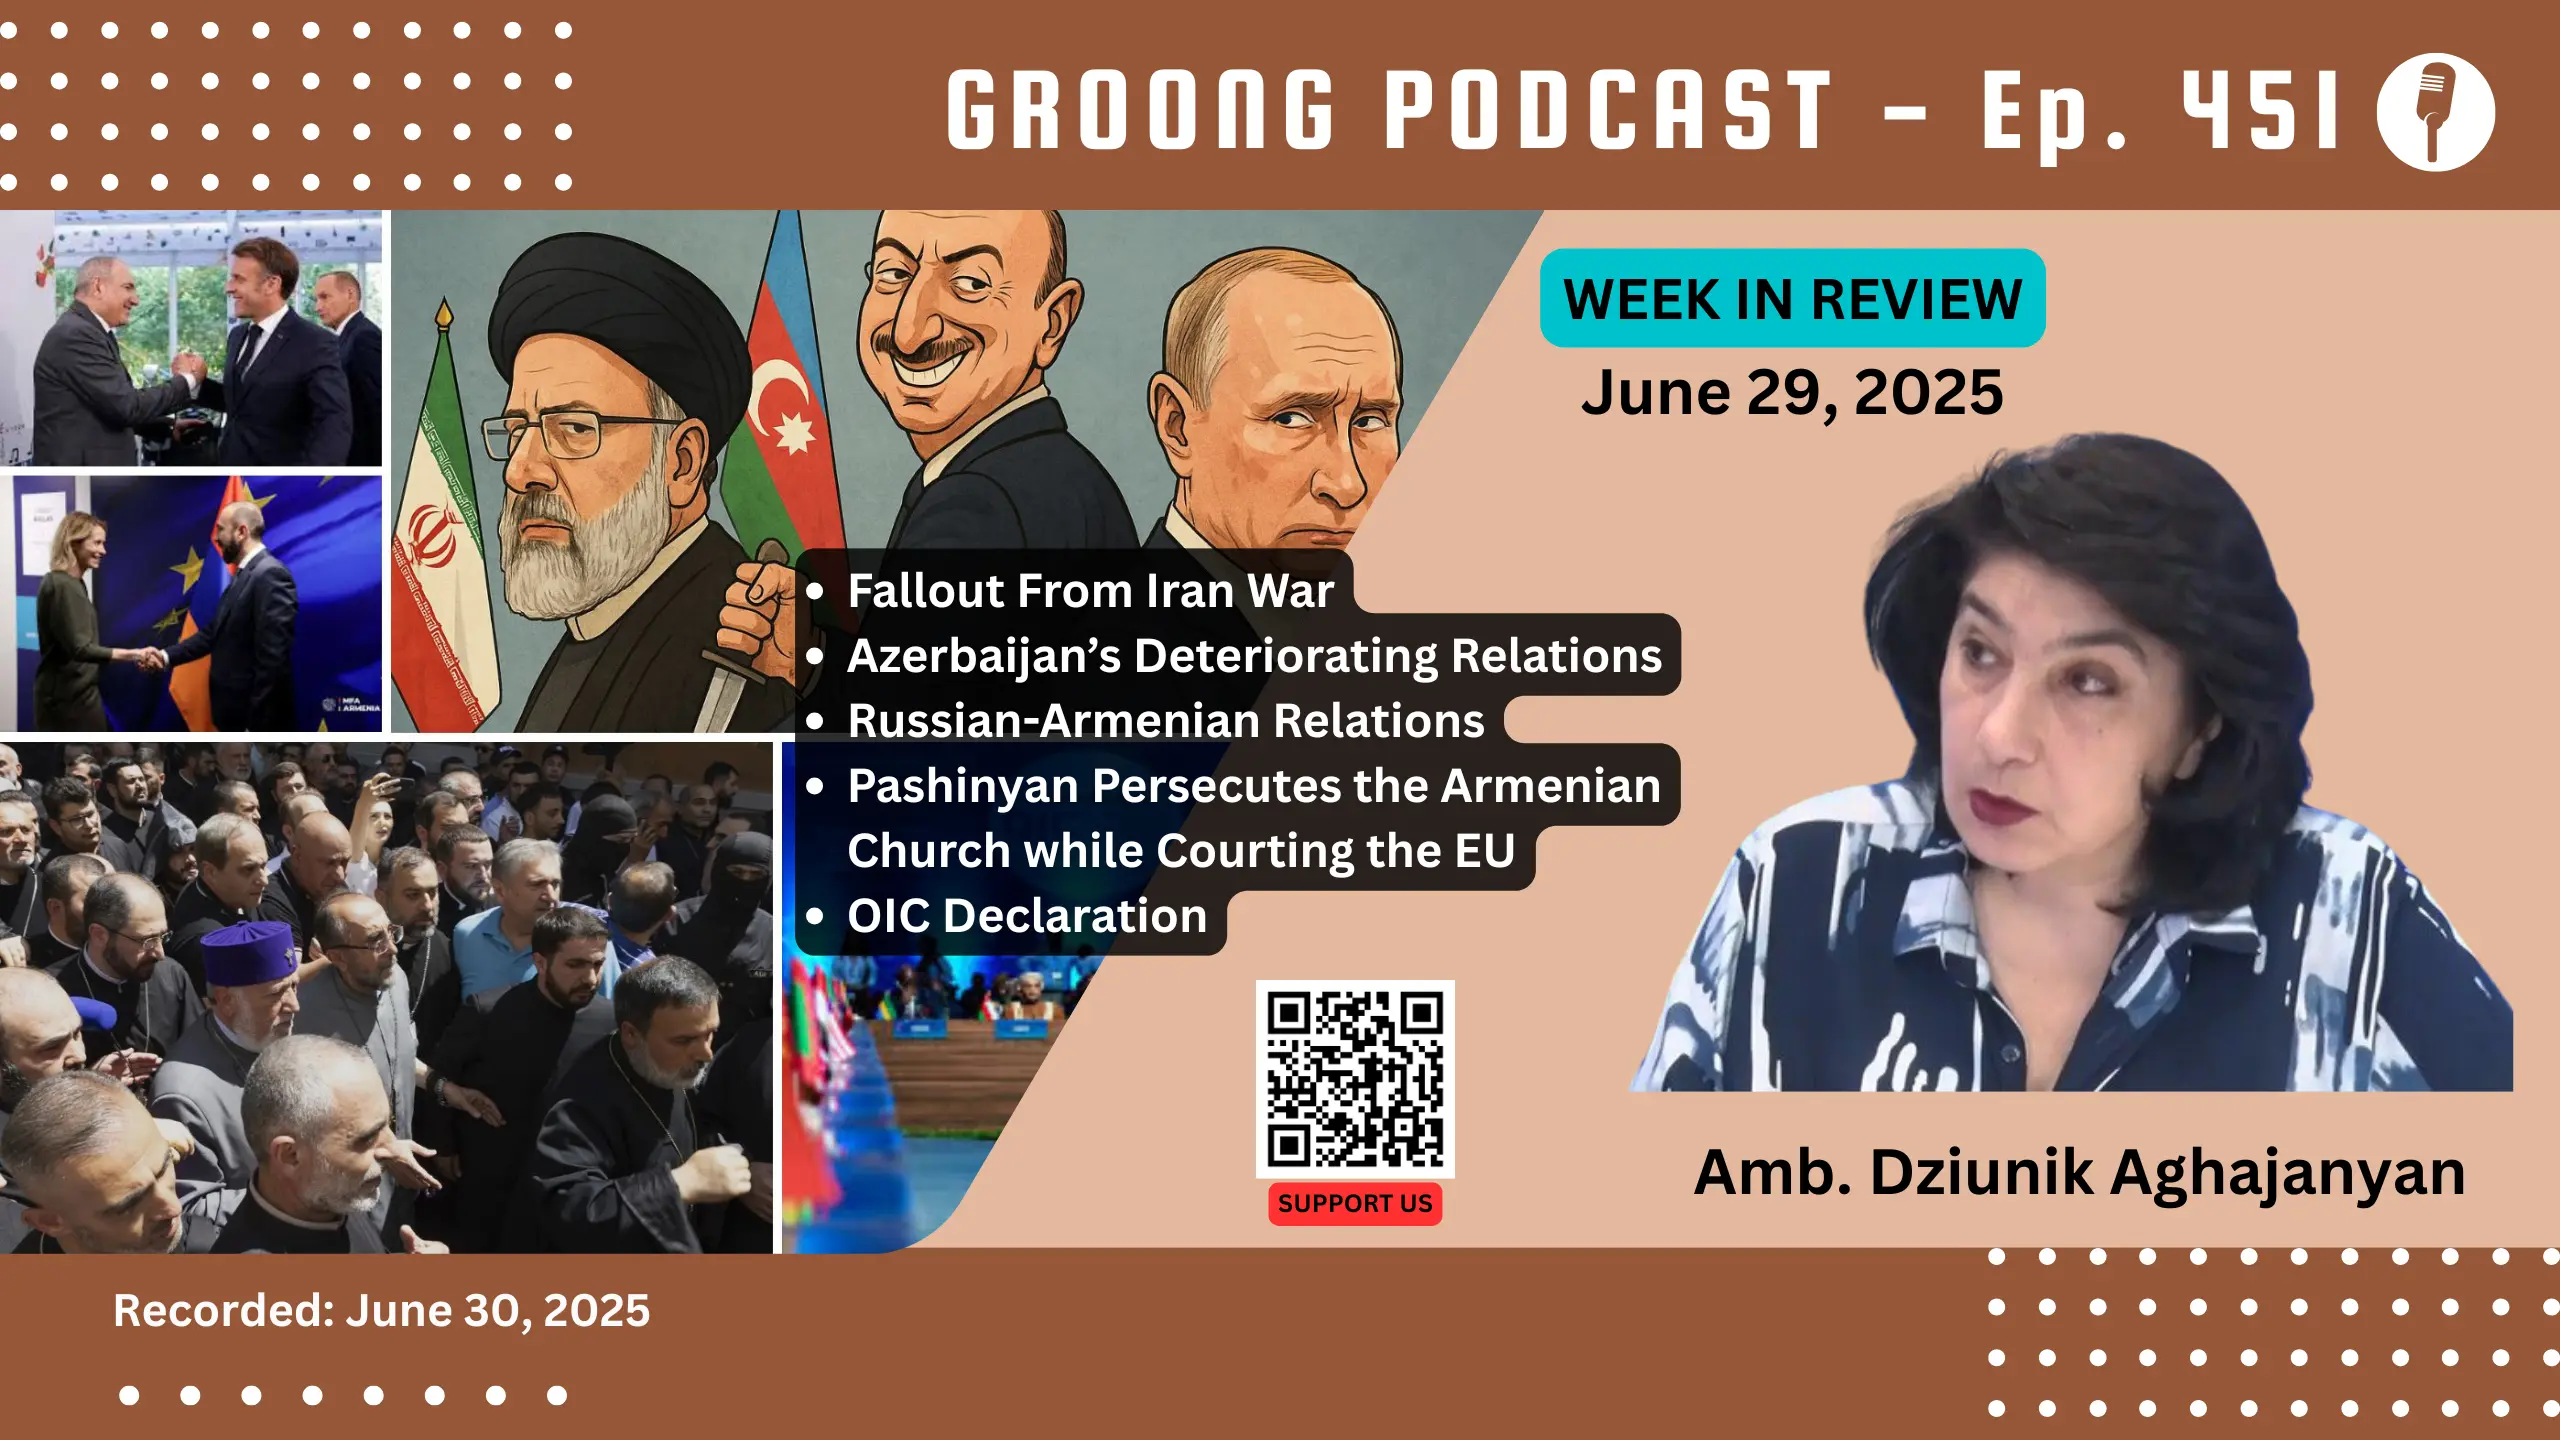 GROONG PODCAST - Ep. 451
WEEK IN REVIEW
June 29, 2025
• Fallout From Iran War
• Azerbaijan’s Deteriorating Relations
• Russian-Armenian Relations
• Pashinyan Persecutes the Armenian
Church while Courting the EU
• OIC Declaration
MFA
ARMENIA
SUPPORT US
Amb. Dziunik Aghajanyan
Recorded: June 30, 2025